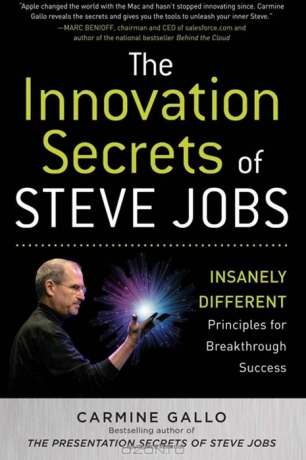 "Apple changed the world with the Mac and hasn't stopped innovating since. Carmine
Gallo reveals the secrets and gives you the tools to unleash your inner Steve."
—MARC BENIOFF, chairman and CEO of salesforce.com and
author of the national bestseller Behind the Cloud
The
Innovation
Secrets of
STEVE JOBS
INSANELY
DIFFERENT
Principles for
Breakthrough
Success
CARMINE GALLO
Bestselling author of
THE PRESENTATION SECRETS OF STEVE JOBS